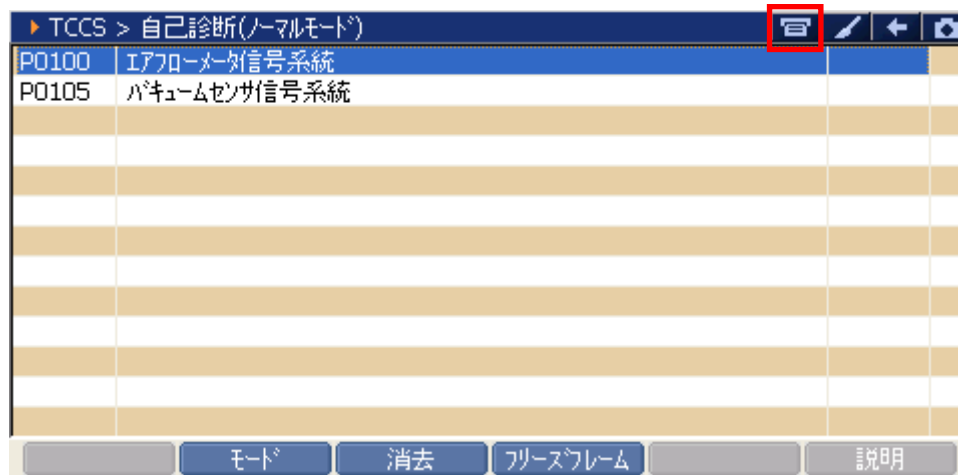 TCCS > 自己診断(ﾉｰﾏﾙﾓｰﾄﾞ)
P0100 ｴｱﾌﾛｰﾒｰﾀ信号系統
P0105 ﾊﾞｷｭｰﾑｾﾝｻ信号系統
ﾓｰﾄﾞ 消去 ﾌﾘｰｽﾞﾌﾚｰﾑ 説明